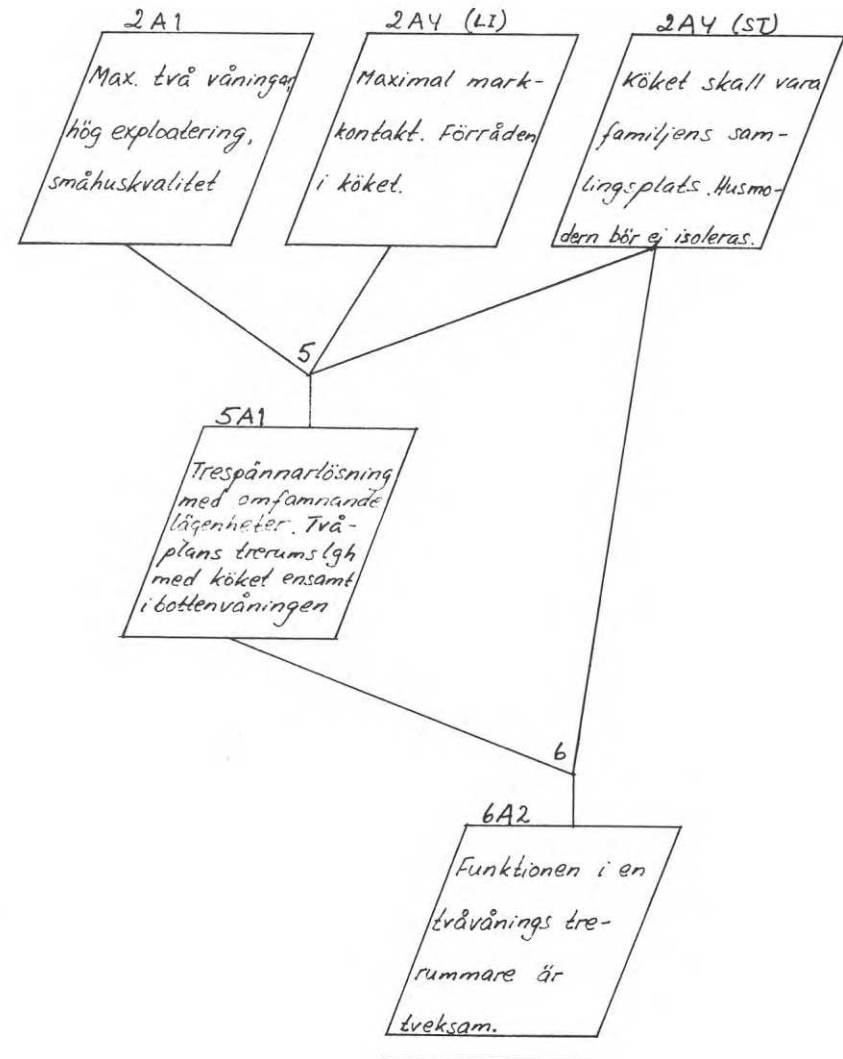 2A1
Max. två våningar,
hög exploatering,
småhuskvalitet
2A4 (LI)
Maximal mark-
kontakt. Förråden
i köket.
2A4 (ST)
Köket skall vara
familjens sam-
lingsplats. Husmo-
dern bör ej isoleras.
5
5A1
Trespännarlösning
med omfamnande
lägenheter. Två-
plans trerumslgh
med köket ensamt
i bottenvåningen
6
6A2
Funktionen i en
tvåvånings tre-
rummare är
tveksam.